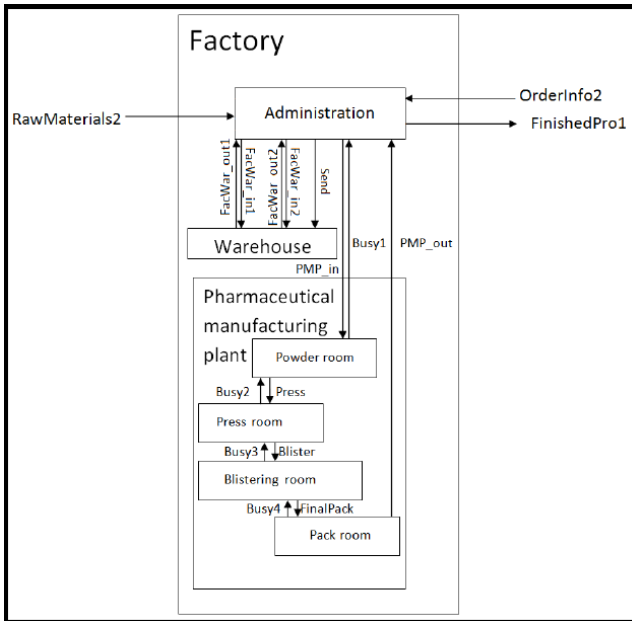 Factory
OrderInfo2
Administration
RawMaterials2
FinishedPro1
FacWar_out1
FacWar_in1
FacWar_out2
FacWar_in2
Send
Warehouse
Busy1
PMP_out
PMP_in
Pharmaceutical
manufacturing
plant
Powder room
Busy2
Press
Press room
Busy3
Blister
Blistering room
Busy4
FinalPack
Pack room